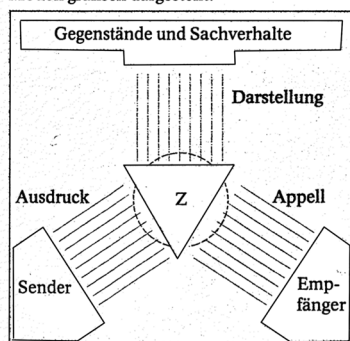 Gegenstände und Sachverhalte
Darstellung
Ausdruck
Appell
Z
Sender
Emp-
fänger